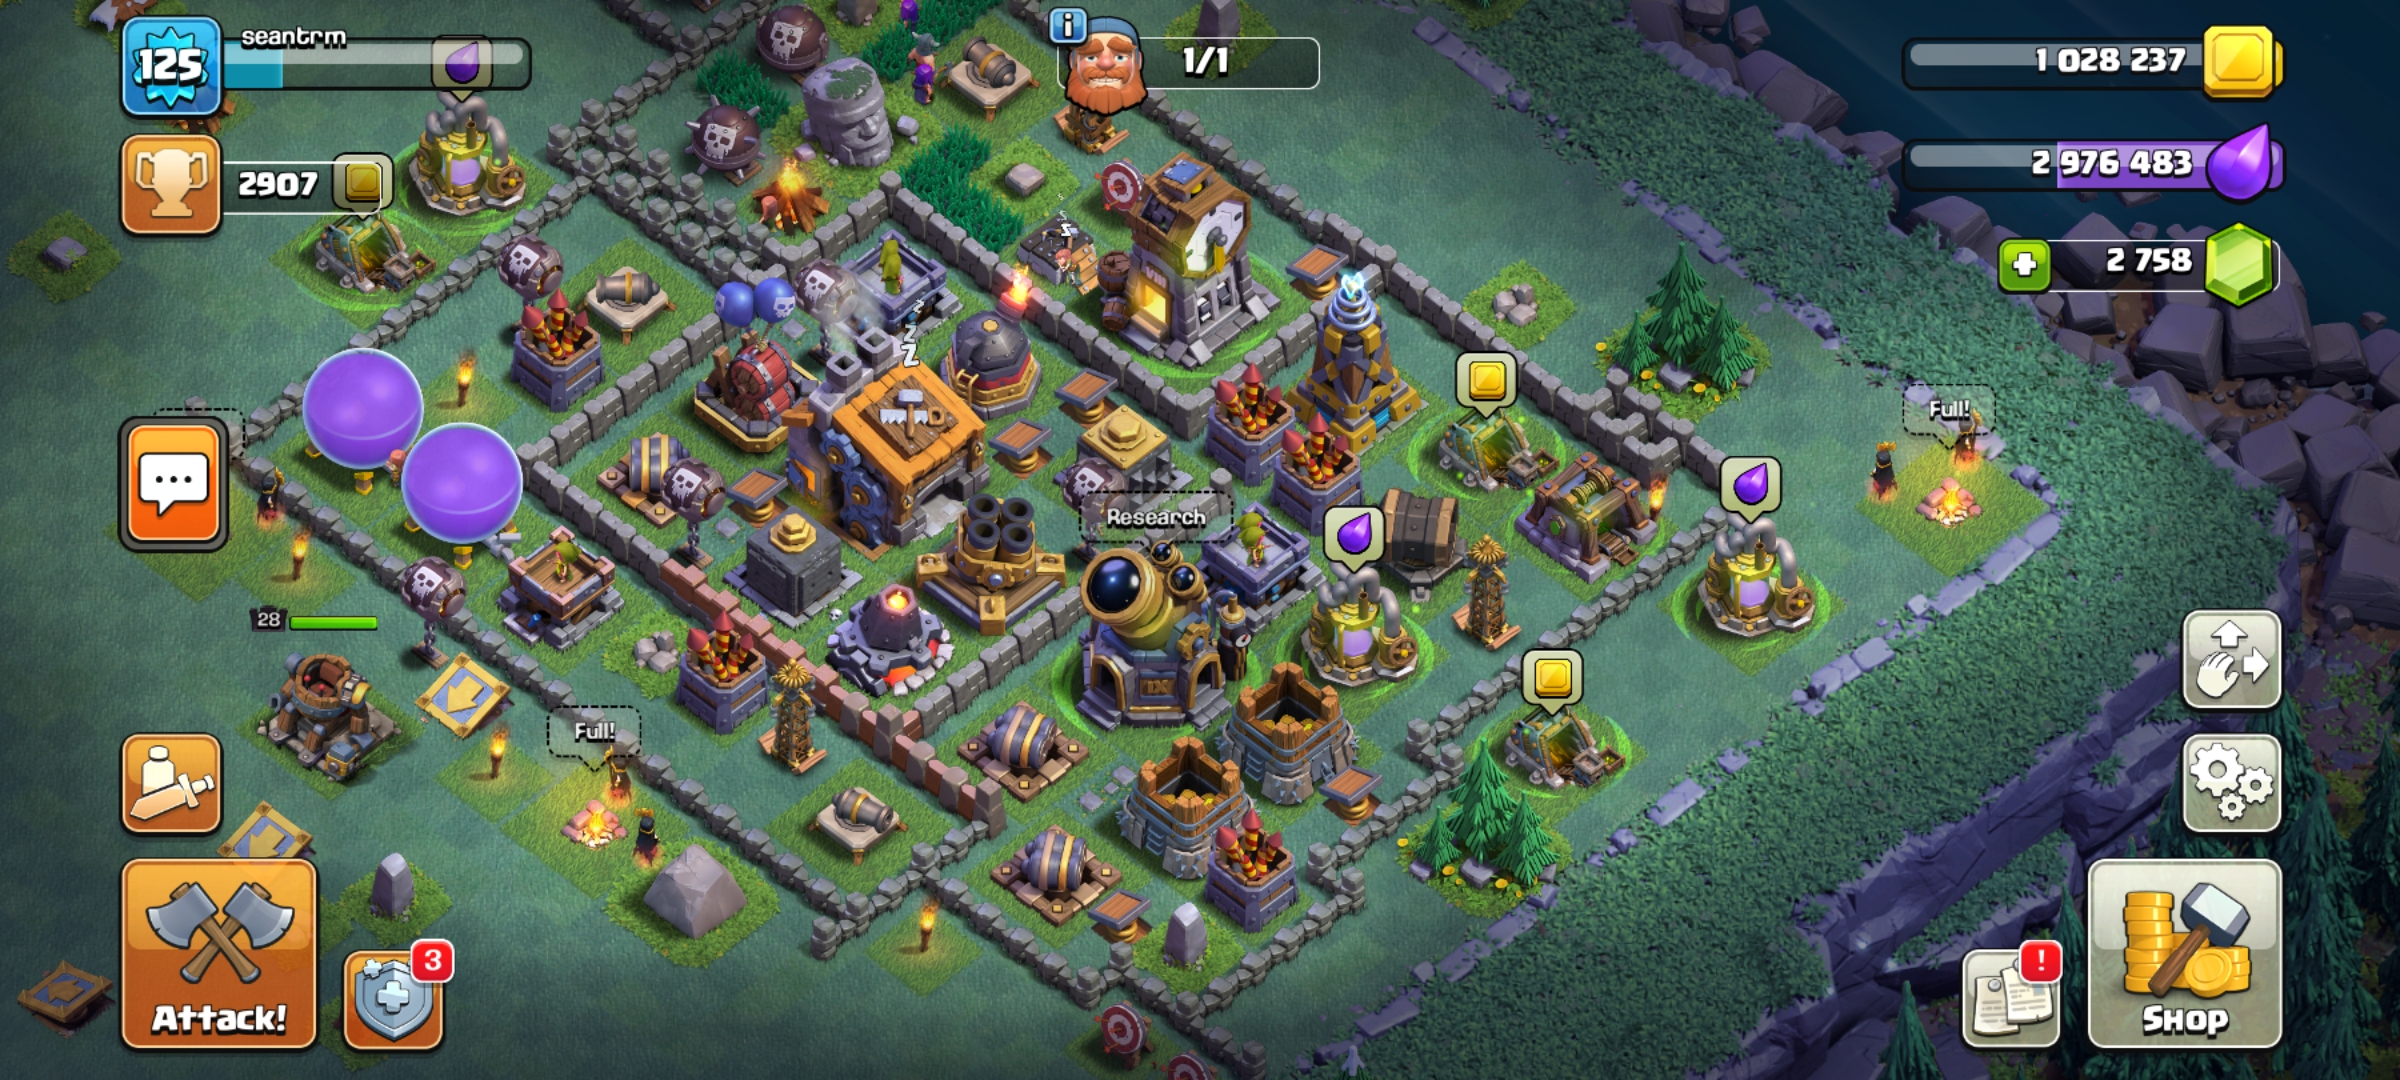 seantrm
125
i
1/1
1 028 237
2907
2 976 483
2 758
Full!
Research
28
Full!
3
Attack!
!
Shop